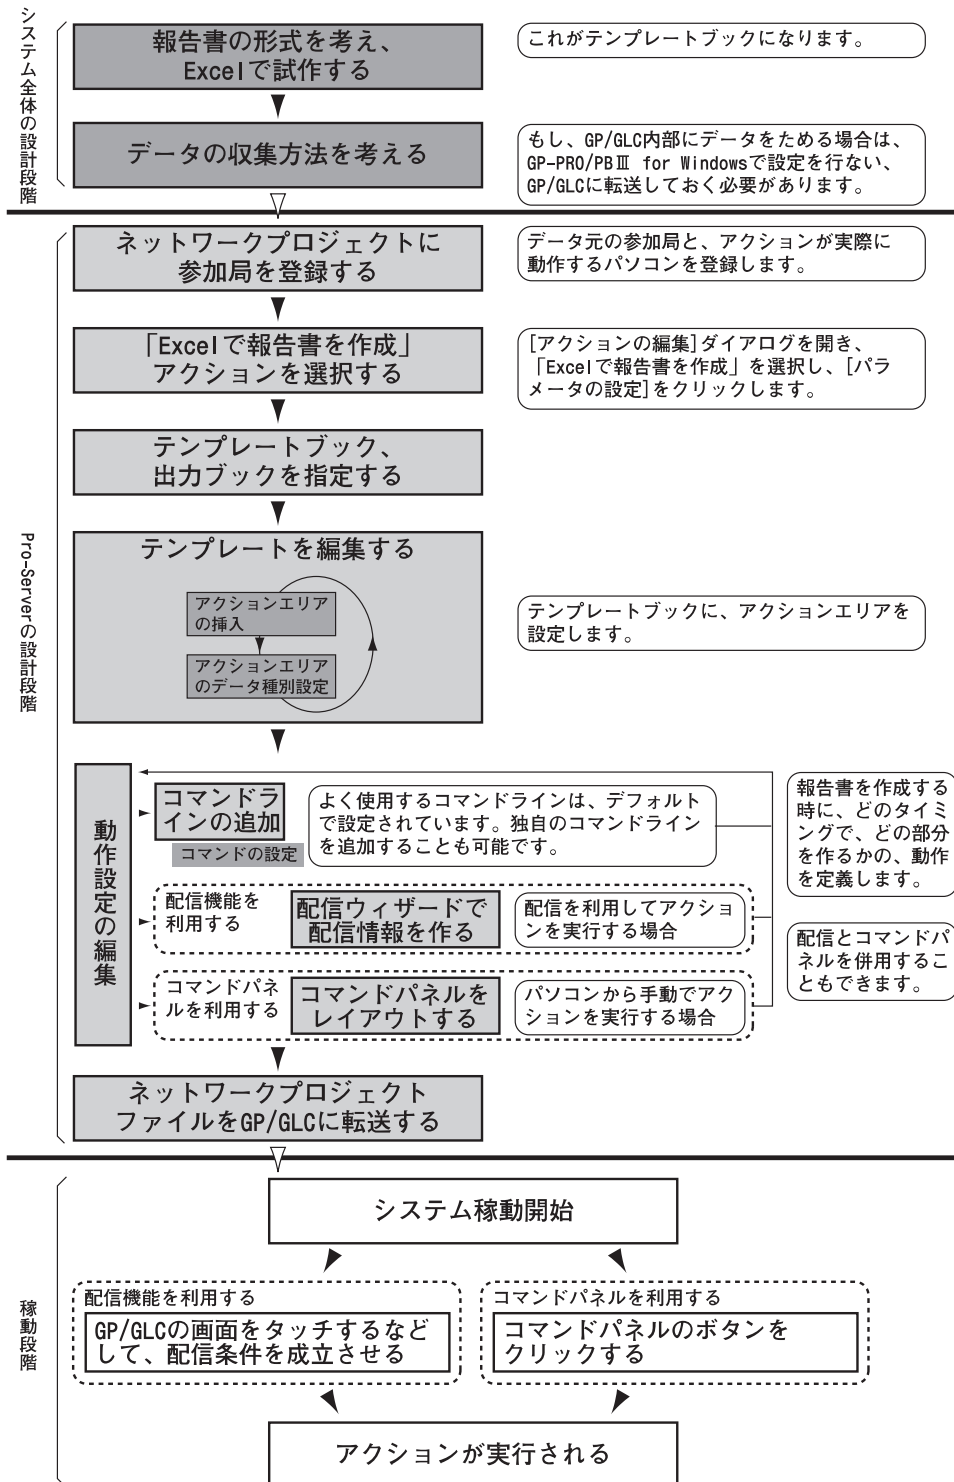 システム全体の設計段階
報告書の形式を考え、
Excelで試作する
これがテンプレートブックになります。
データの収集方法を考える
もし、GP/GLC内部にデータをためる場合は、
GP-PRO/PBⅢ for Windowsで設定を行ない、
GP/GLCに転送しておく必要があります。
Pro-Serverの設計段階
ネットワークプロジェクトに
参加局を登録する
データ元の参加局と、アクションが実際に
動作するパソコンを登録します。
「Excelで報告書を作成」
アクションを選択する
[アクションの編集]ダイアログを開き、
「Excelで報告書を作成」を選択し、[パラ
メータの設定]をクリックします。
テンプレートブック、
出力ブックを指定する
テンプレートを編集する
アクションエリア
の挿入
アクションエリア
のデータ種別設定
テンプレートブックに、アクションエリアを
設定します。
動作設定の編集
コマンドラ
インの追加
コマンドの設定
よく使用するコマンドラインは、デフォルト
で設定されています。独自のコマンドライン
を追加することも可能です。
報告書を作成する
時に、どのタイミ
ングで、どの部分
を作るかの、動作
を定義します。
配信機能を
利用する
配信ウィザードで
配信情報を作る
配信を利用してアクショ
ンを実行する場合
配信とコマンドパ
ネルを併用するこ
ともできます。
コマンドパネ
ルを利用する
コマンドパネルを
レイアウトする
パソコンから手動でアク
ションを実行する場合
ネットワークプロジェクト
ファイルをGP/GLCに転送する
稼動段階
システム稼動開始
配信機能を利用する
GP/GLCの画面をタッチするなど
して、配信条件を成立させる
コマンドパネルを利用する
コマンドパネルのボタンを
クリックする
アクションが実行される